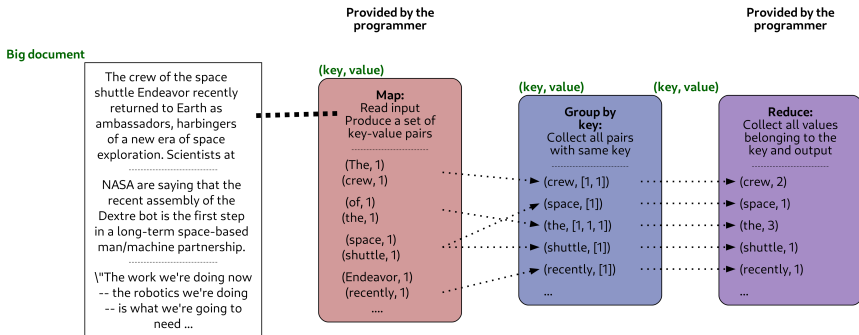 Provided by the
programmer
Provided by the
programmer
Big document
The crew of the space
shuttle Endeavor recently
returned to Earth as
ambassadors, harbingers
of a new era of space
exploration. Scientists at
NASA are saying that the
recent assembly of the
Dextre bot is the first step
in a long-term space-based
man/machine partnership.
\"The work we're doing now
-- the robotics we're doing
-- is what we're going to
need ...
(key, value)
Map:
Read input
Produce a set of
key-value pairs
(The, 1)
(crew, 1)
(of, 1)
(the, 1)
(space, 1)
(shuttle, 1)
(Endeavor, 1)
(recently, 1)
....
(key, value)
Group by
key:
Collect all pairs
with same key
(crew, [1, 1])
(space, [1])
(the, [1, 1, 1])
(shuttle, [1])
(recently, [1])
...
(key, value)
Reduce:
Collect all values
belonging to the
key and output
(crew, 2)
(space, 1)
(the, 3)
(shuttle, 1)
(recently, 1)
...